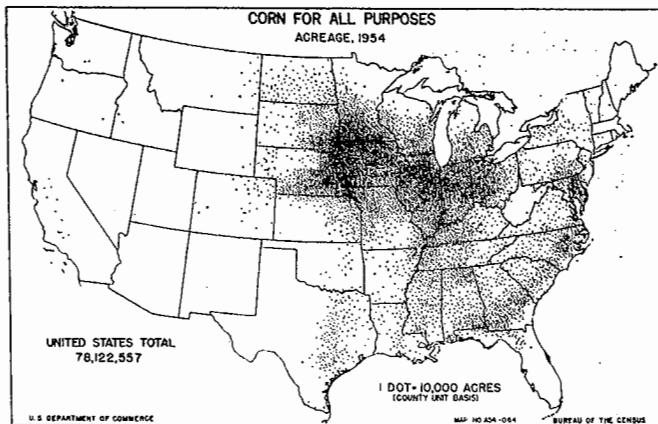 CORN FOR ALL PURPOSES
ACREAGE, 1954
UNITED STATES TOTAL
78,122,557
1 DOT=10,000 ACRES
(COUNTY UNIT BASIS)
U.S. DEPARTMENT OF COMMERCE
MAP NO A54-064
BUREAU OF THE CENSUS